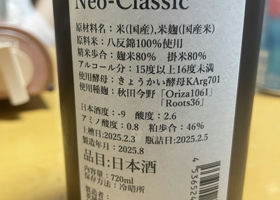 Neo-Classic
原材料名：米(国産)、米麹(国産米)
原料米：八反錦100%使用
精米歩合：麹米80% 掛米80%
アルコール分：15度以上16度未満
使用酵母：きょうかい酵母KArg701
使用種麹：秋田今野「Oriza1061」
「Roots36」
日本酒度：-9 酸度：2.6
アミノ酸度：0.8 粕歩合：46%
上槽日：2025.2.3 瓶詰日：2025.2.5
製造年月：2025.8
品目：日本酒
内容量：720ml
保存方法：冷暗所